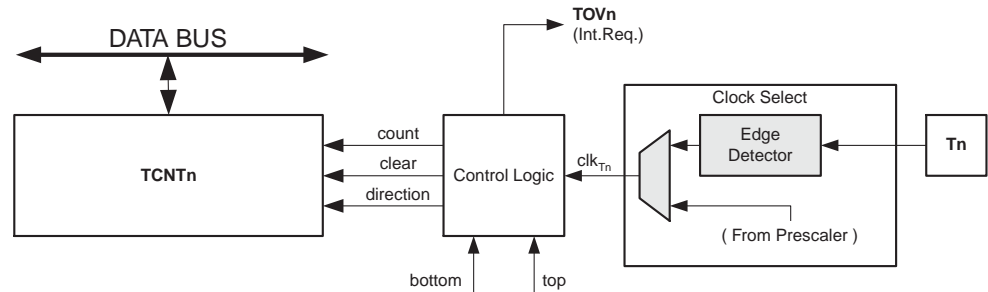 TOVn
(Int.Req.)
DATA BUS
Clock Select
count
Edge
Detector
Tn
TCNTn
clear
Control Logic
clkTn
direction
( From Prescaler )
bottom
top